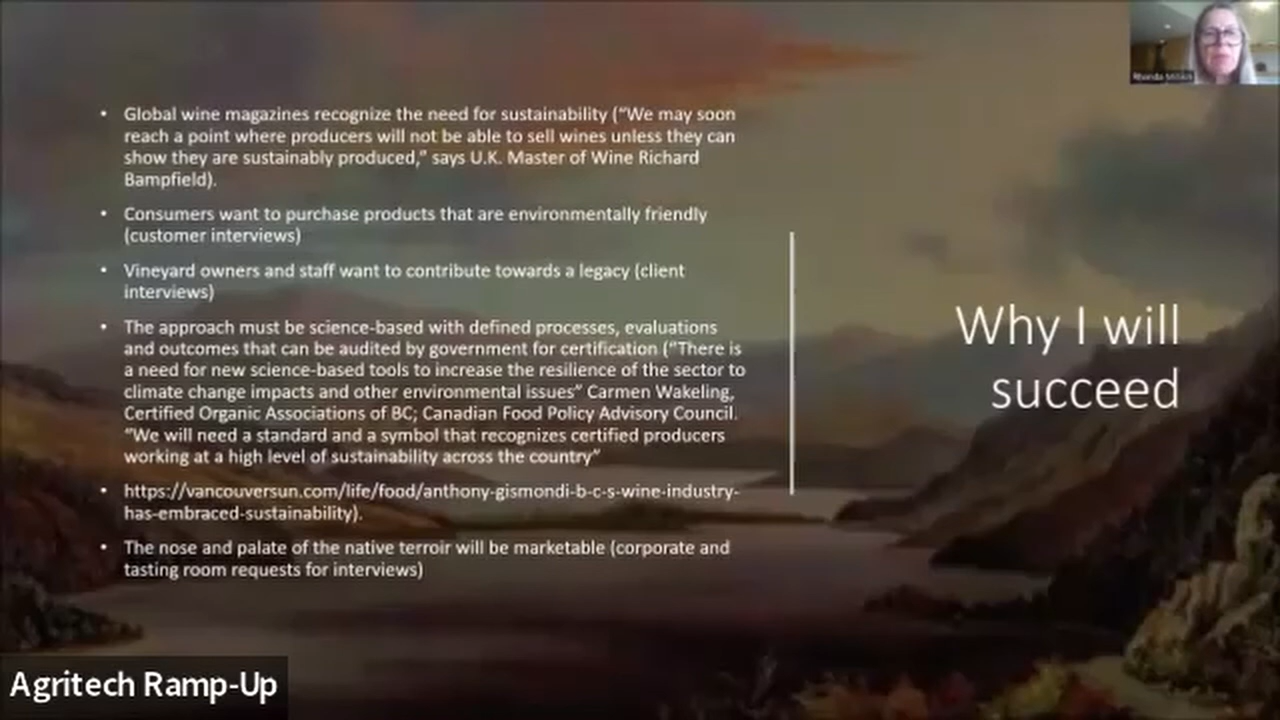 Global wine magazines recognize the need for sustainability (“We may soon
reach a point where producers will not be able to sell wines unless they can
show they are sustainably produced,” says U.K. Master of Wine Richard
Bampfield).
Consumers want to purchase products that are environmentally friendly
(customer interviews)
Vineyard owners and staff want to contribute towards a legacy (client
interviews)
The approach must be science-based with defined processes, evaluations
and outcomes that can be audited by government for certification (“There is
a need for new science-based tools to increase the resilience of the sector to
climate change impacts and other environmental issues” Carmen Wakeling,
Certified Organic Associations of BC; Canadian Food Policy Advisory Council.
“We will need a standard and a symbol that recognizes certified producers
working at a high level of sustainability across the country”
https://vancouversun.com/life/food/anthony-gismondi-b-c-s-wine-industry-
has-embraced-sustainability).
The nose and palate of the native terroir will be marketable (corporate and
tasting room requests for interviews)
Why I will
succeed
Rhonda
Agritech Ramp-Up